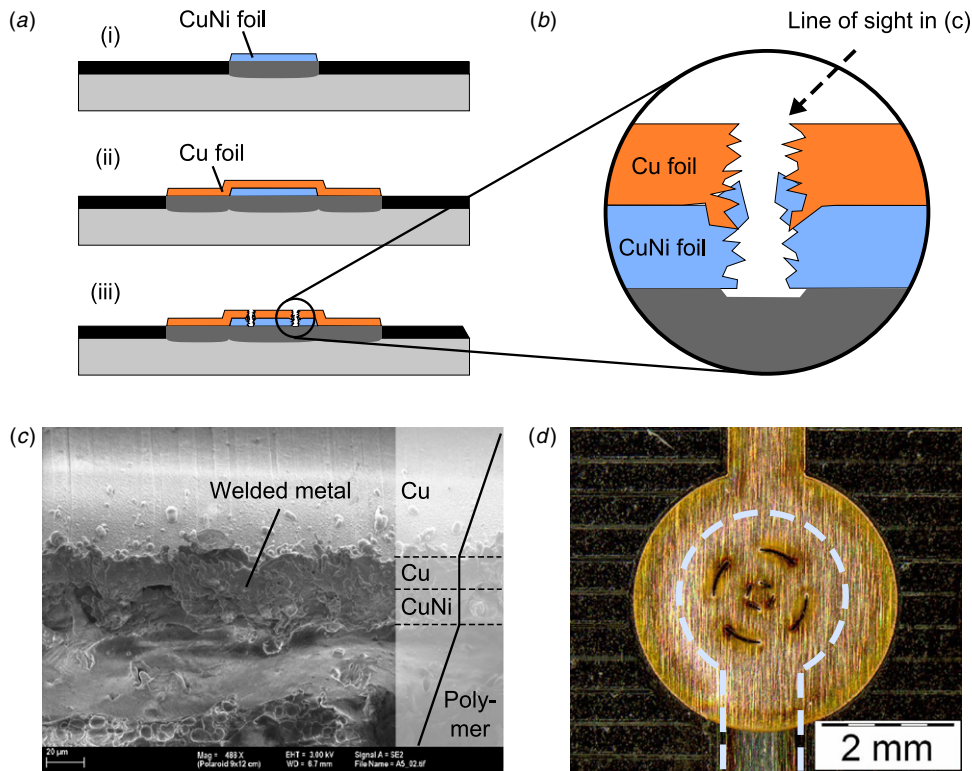 (a)
CuNi foil
(i)
Cu foil
(ii)
(iii)
(b)
Line of sight in (c)
Cu foil
CuNi foil
(c)
Welded metal
Cu
Cu
CuNi
Poly-
mer
20 µm
Mag = 488 X
(Polaroid 9x12 cm)
EHT = 3.00 kV
WD = 6.7 mm
Signal A = SE2
File Name = A5_02.tif
(d)
2 mm